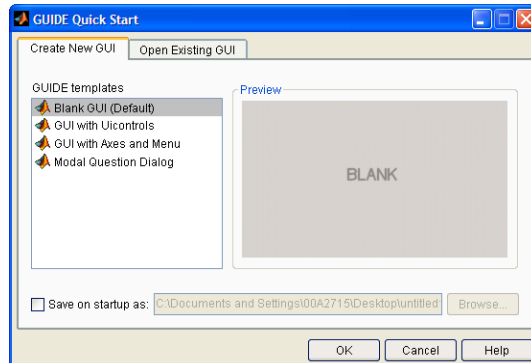 GUIDE Quick Start
Create New GUI
Open Existing GUI
GUIDE templates
Blank GUI (Default)
GUI with Uicontrols
GUI with Axes and Menu
Modal Question Dialog
Preview
BLANK
Save on startup as:
C:\Documents and Settings\00A2715\Desktop\untitled
Browse...
OK
Cancel
Help